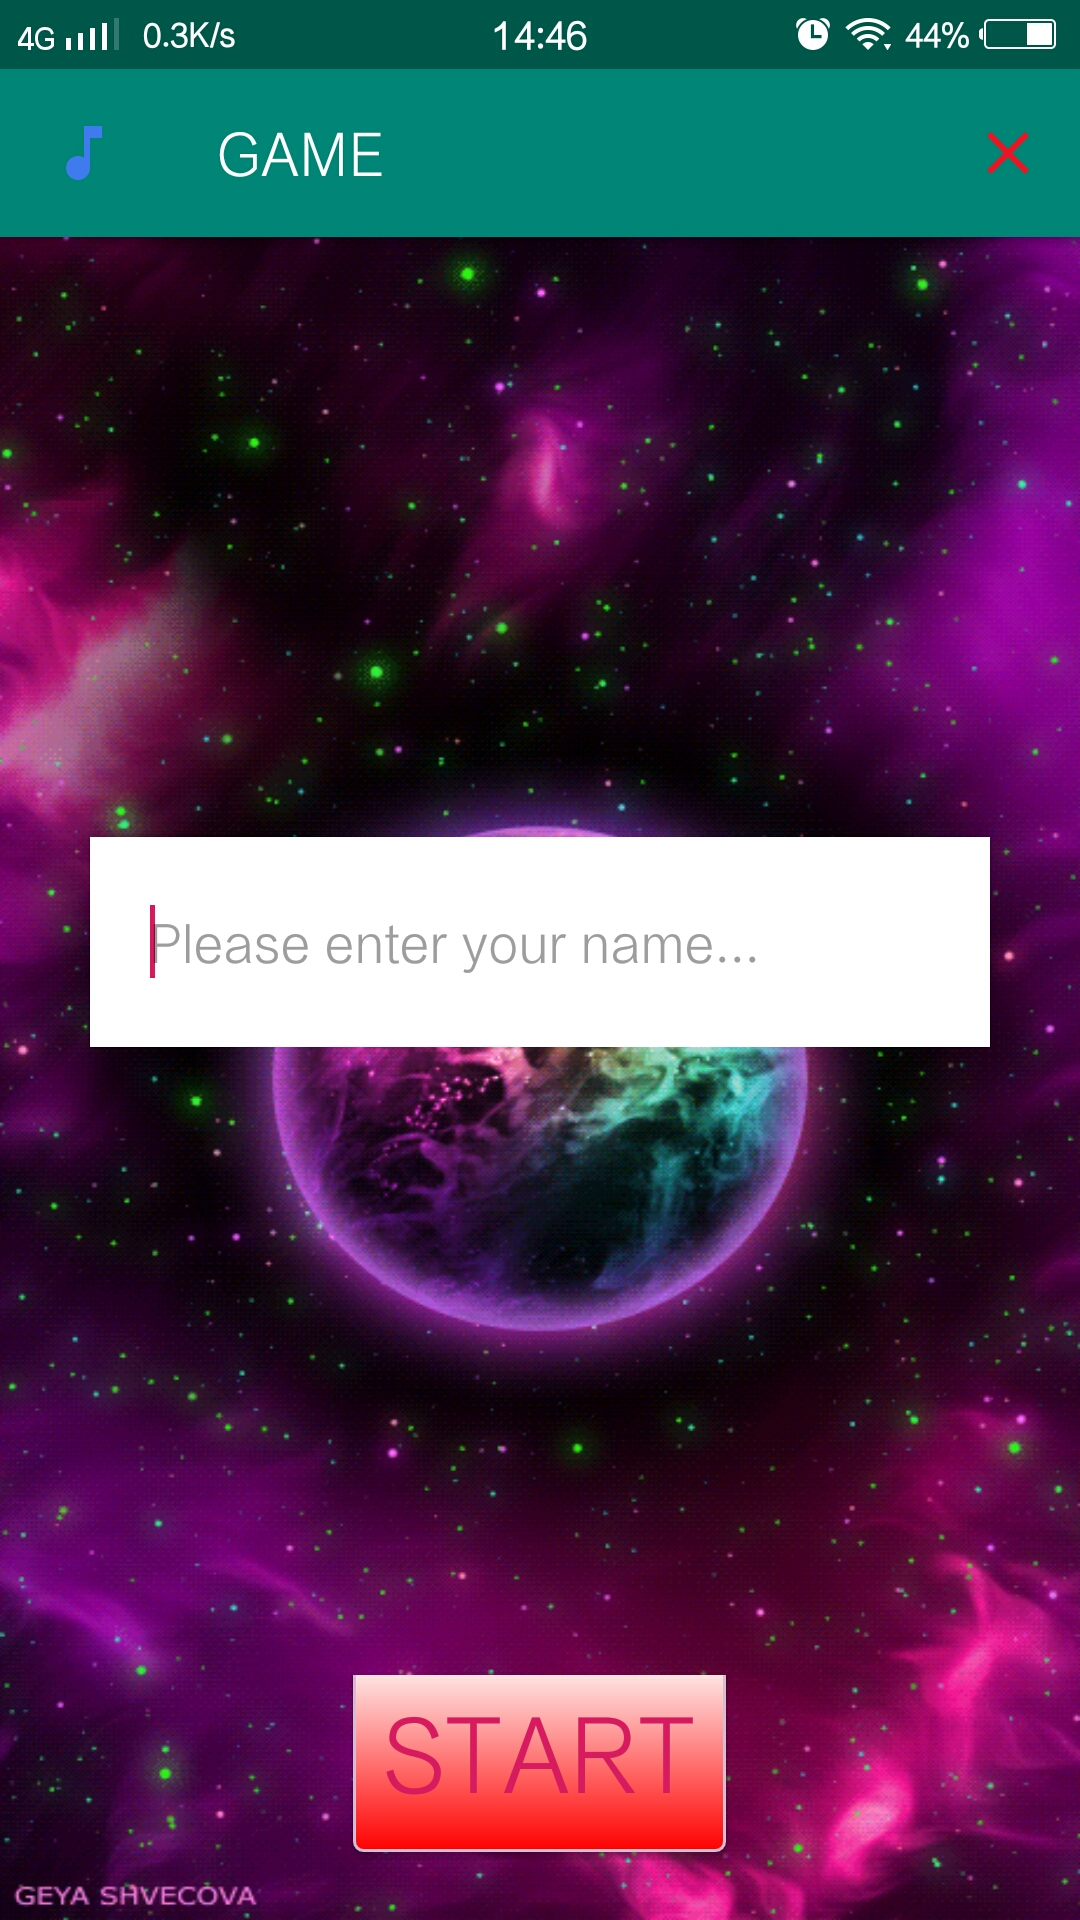 4G 0.3K/s 14:46 44%
GAME
Please enter your name...
START
GEYA SHVECOVA